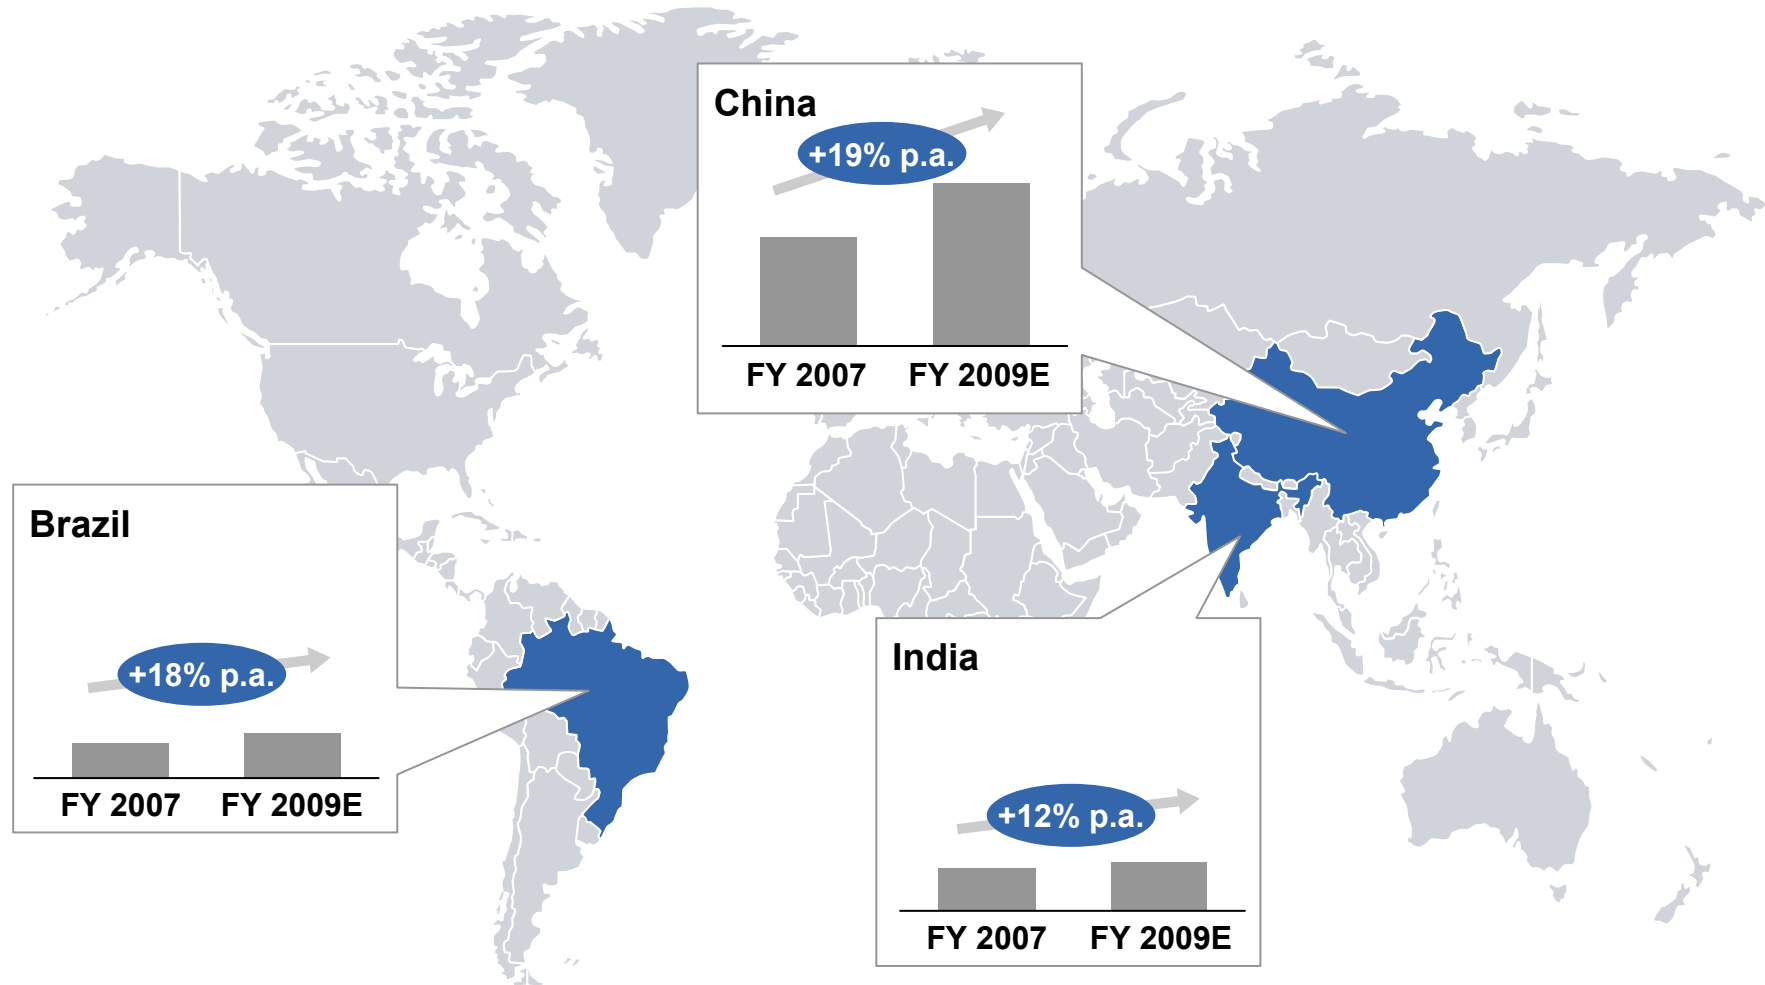 China
+19% p.a.
FY 2007 FY 2009E
Brazil
+18% p.a.
FY 2007 FY 2009E
India
+12% p.a.
FY 2007 FY 2009E